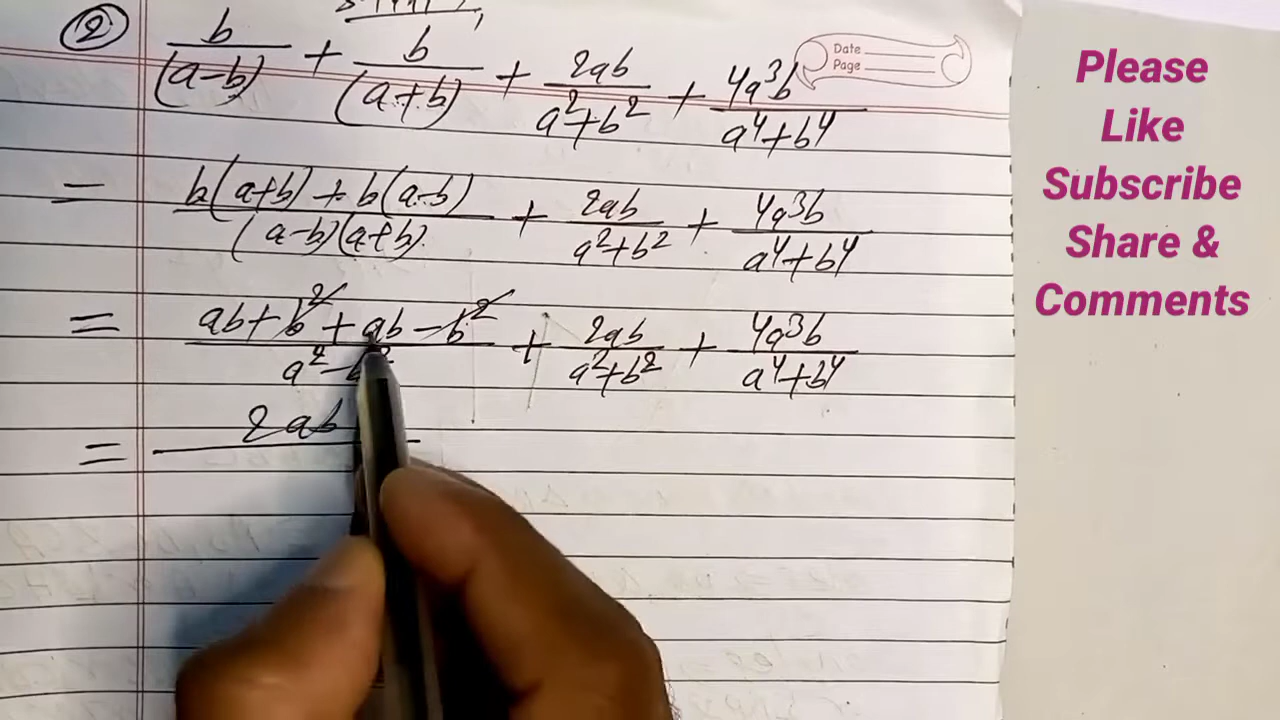 ② b/(a-b) + b/(a+b) + 2ab/a²+b² + 4a³b/a⁴+b⁴
Date
Page
= b(a+b) + b(a-b)/(a-b)(a+b) + 2ab/a²+b² + 4a³b/a⁴+b⁴
= ab+b²+ab-b²/a²-b² + 2ab/a²+b² + 4a³b/a⁴+b⁴
= 2ab
Please
Like
Subscribe
Share &
Comments